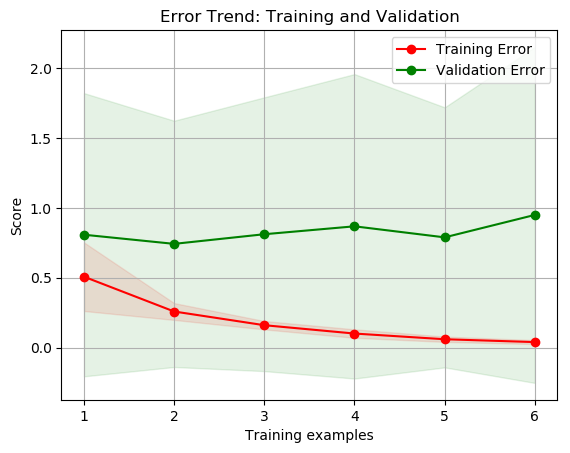 Error Trend: Training and Validation
Training Error
Validation Error
Score
2.0
1.5
1.0
0.5
0.0
1 2 3 4 5 6
Training examples